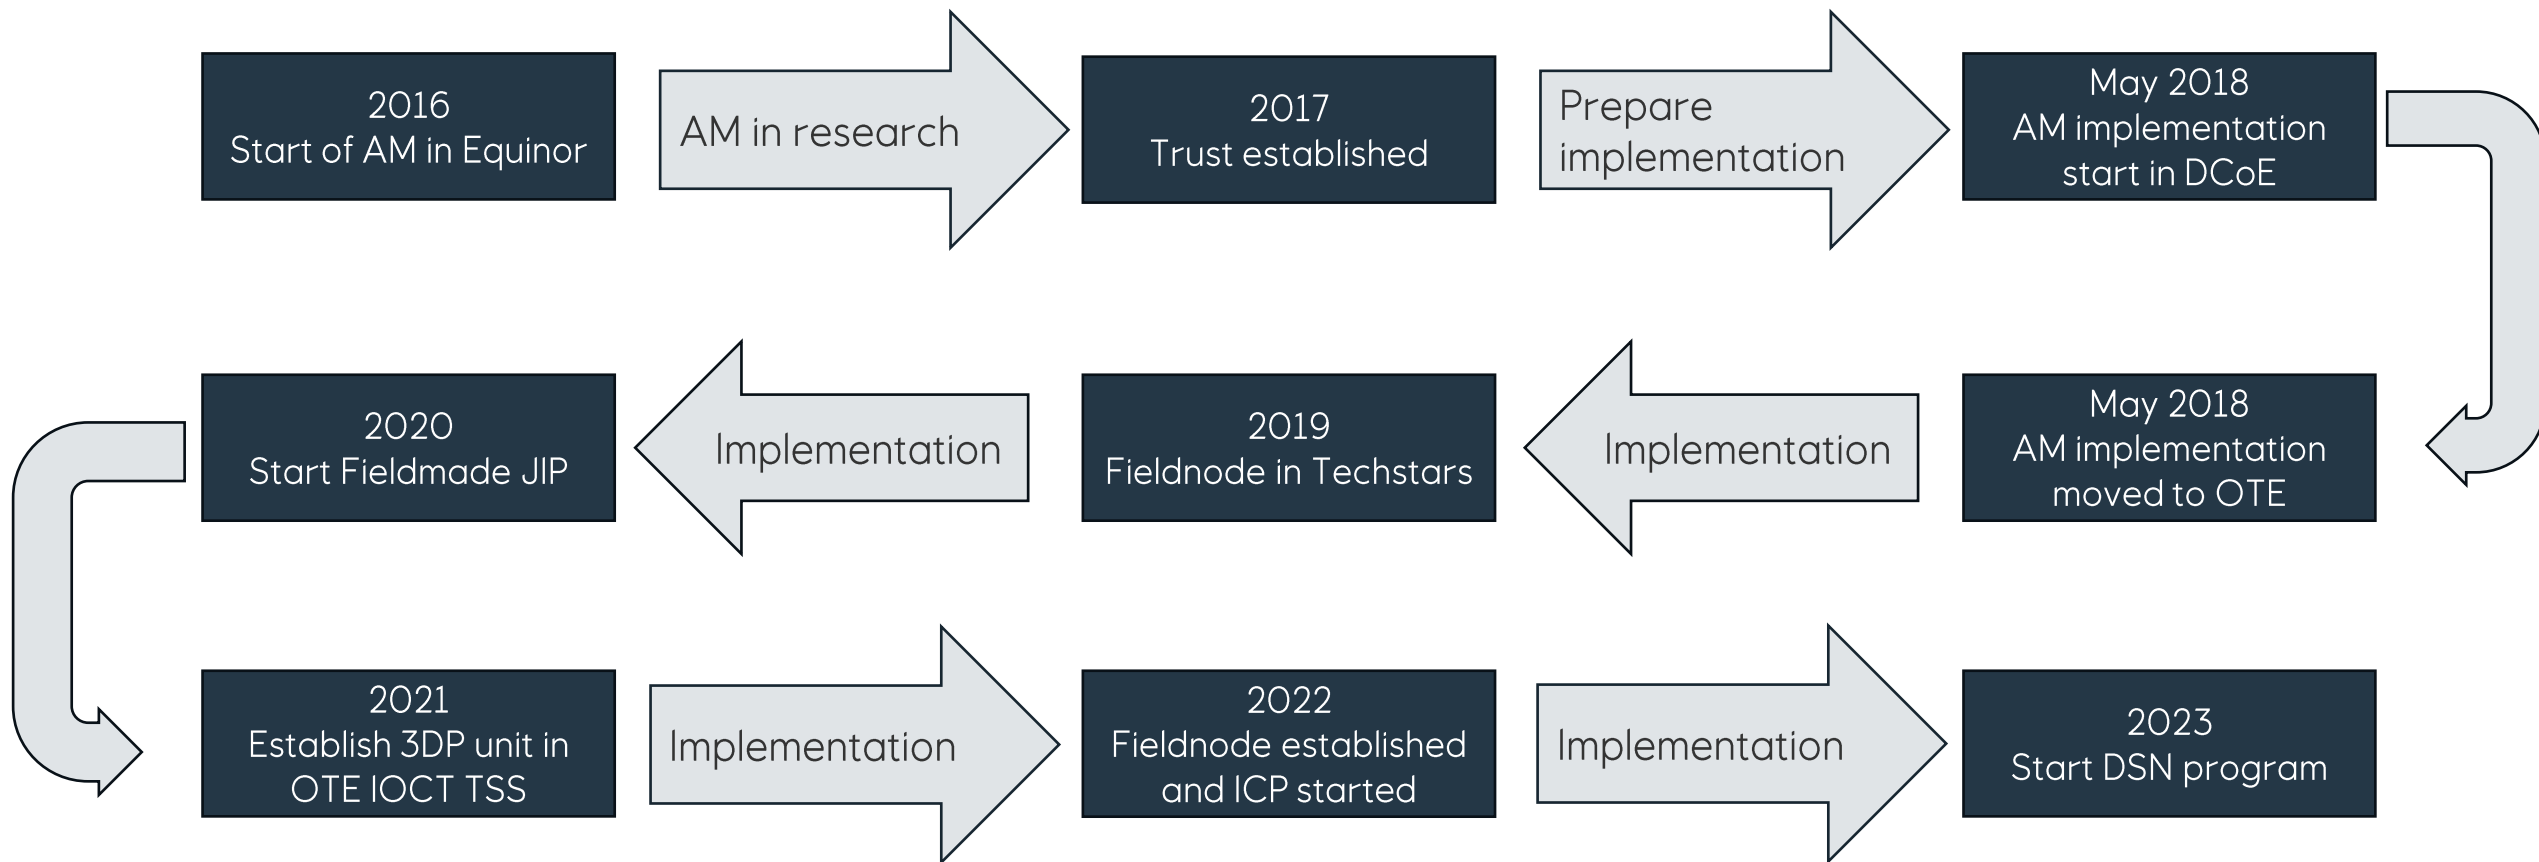 2016
Start of AM in Equinor
AM in research
2017
Trust established
Prepare
implementation
May 2018
AM implementation
start in DCoE
May 2018
AM implementation
moved to OTE
Implementation
2019
Fieldnode in Techstars
Implementation
2020
Start Fieldmade JIP
2021
Establish 3DP unit in
OTE IOCT TSS
Implementation
2022
Fieldnode established
and ICP started
Implementation
2023
Start DSN program